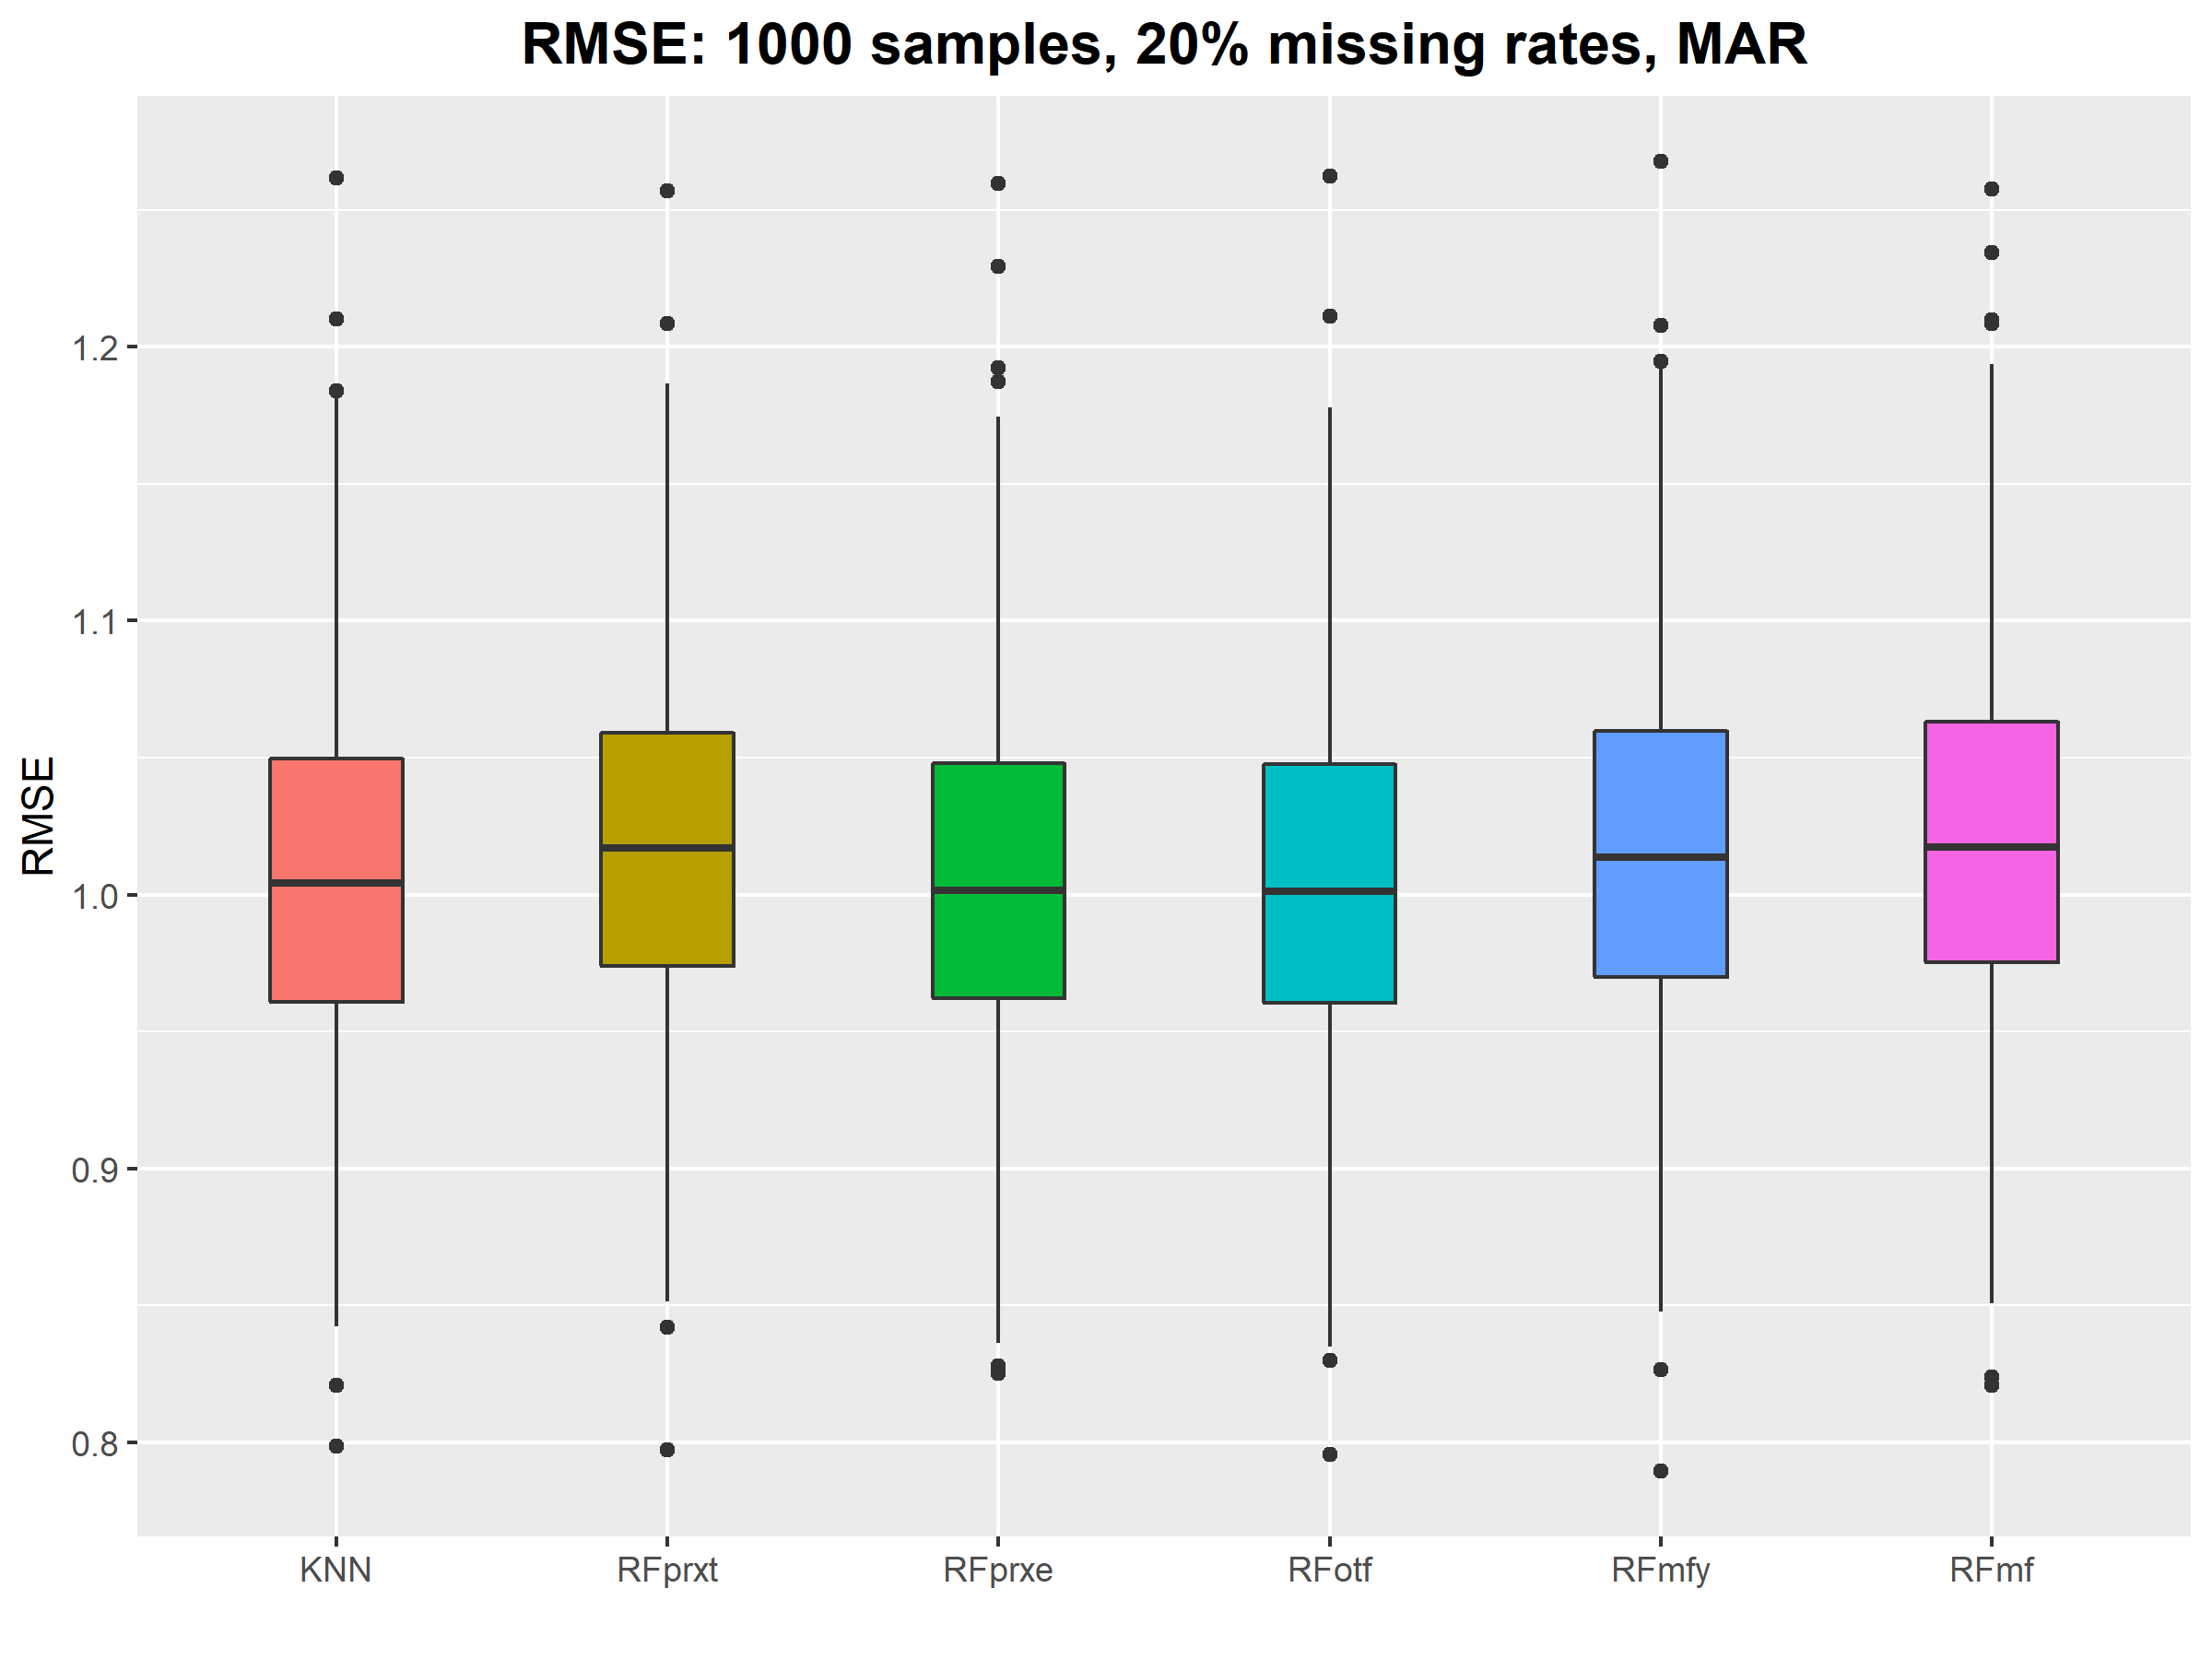 RMSE: 1000 samples, 20% missing rates, MAR
RMSE
1.2
1.1
1.0
0.9
0.8
KNN RFprxt RFprxe RFotf RFmfy RFmf